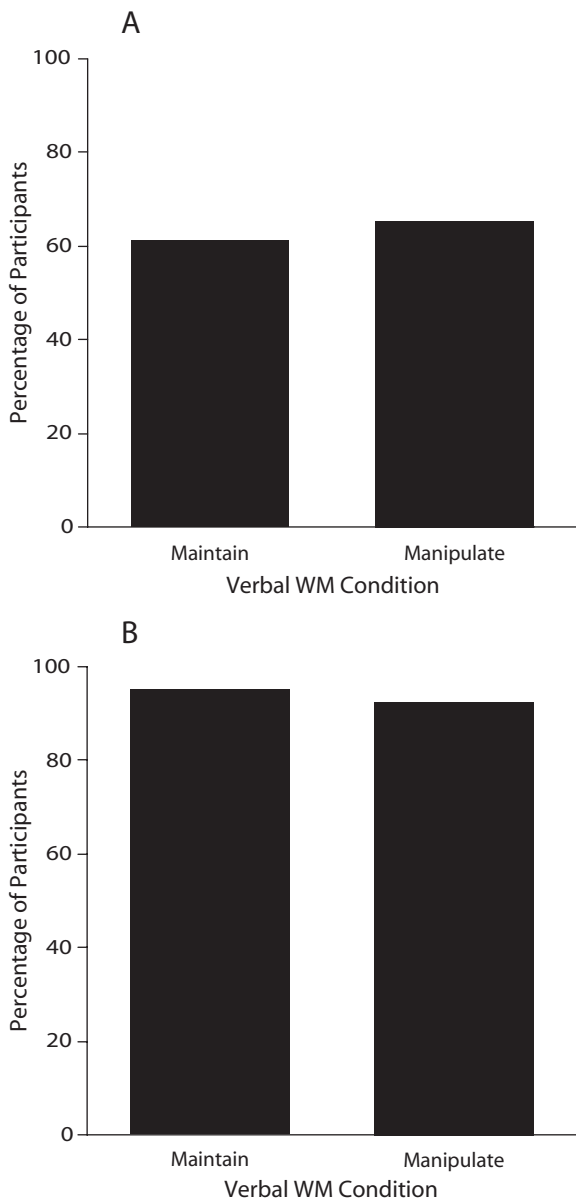 A
100
80
60
40
20
0
Percentage of Participants
Maintain Manipulate
Verbal WM Condition
B
100
80
60
40
20
0
Percentage of Participants
Maintain Manipulate
Verbal WM Condition